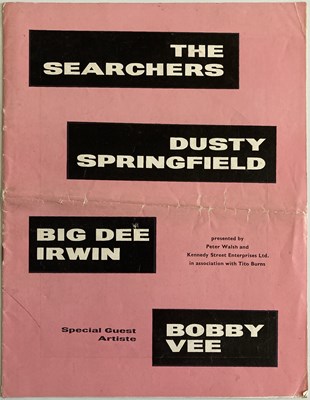 THE
SEARCHERS
DUSTY
SPRINGFIELD
BIG DEE
IRWIN
presented by
Peter Walsh and
Kennedy Street Enterprises Ltd.
in association with Tito Burns
Special Guest
Artiste
BOBBY
VEE